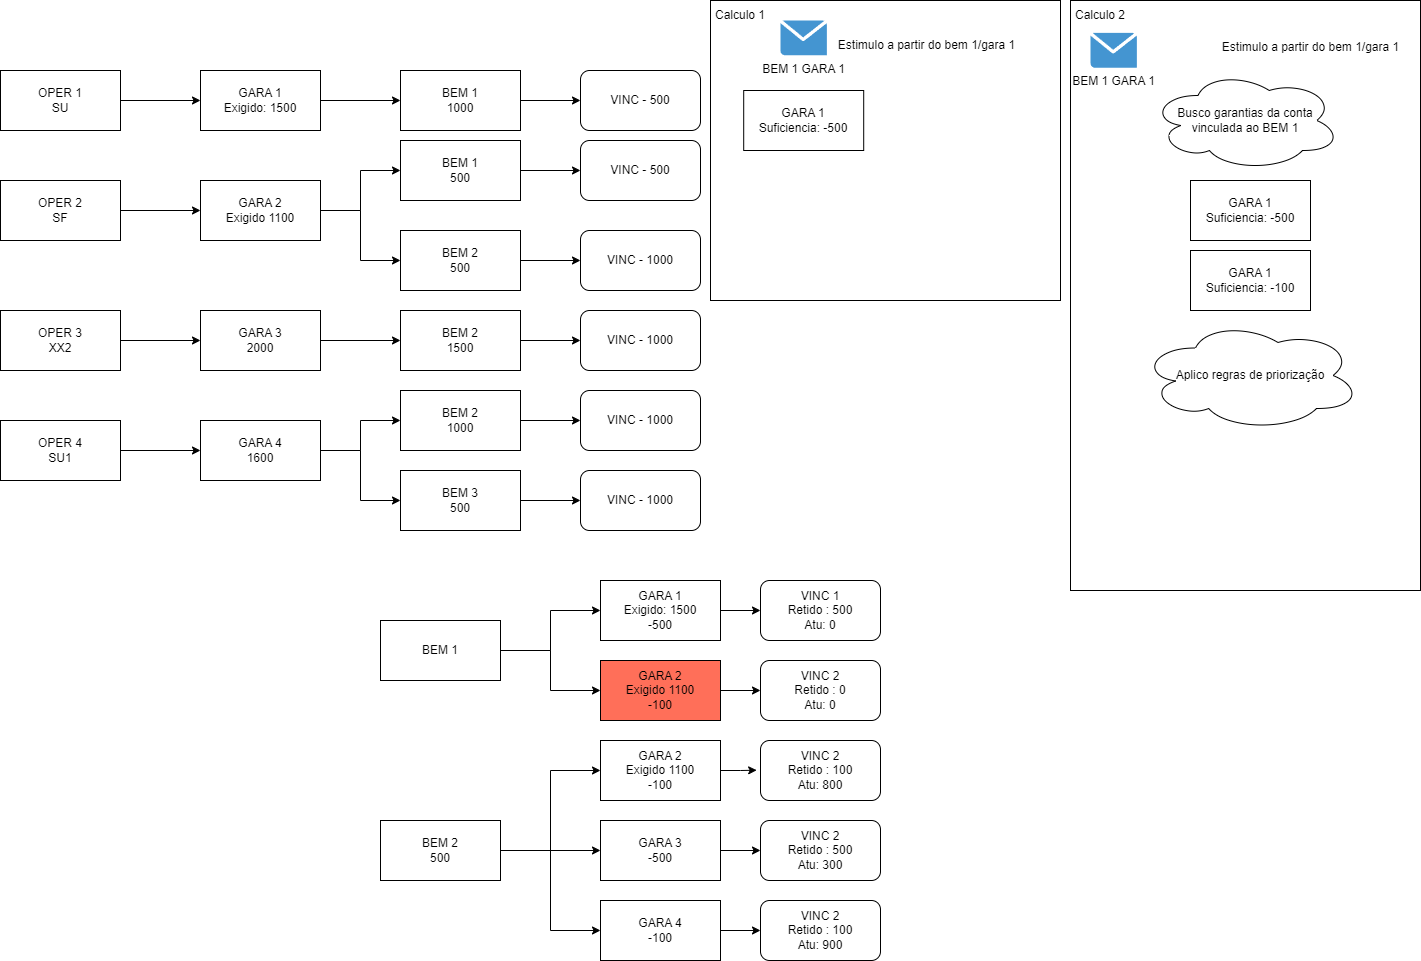 OPER 1
SU
GARA 1
Exigido: 1500
BEM 1
1000
VINC - 500
OPER 2
SF
GARA 2
Exigido 1100
BEM 1
500
VINC - 500
BEM 2
500
VINC - 1000
OPER 3
XX2
GARA 3
2000
BEM 2
1500
VINC - 1000
OPER 4
SU1
GARA 4
1600
BEM 2
1000
VINC - 1000
BEM 3
500
VINC - 1000
Calculo 1
Estimulo a partir do bem 1/gara 1
BEM 1 GARA 1
GARA 1
Suficiencia: -500
Calculo 2
Estimulo a partir do bem 1/gara 1
BEM 1 GARA 1
Busco garantias da conta
vinculada ao BEM 1
GARA 1
Suficiencia: -500
GARA 1
Suficiencia: -100
Aplico regras de priorização
BEM 1
GARA 1
Exigido: 1500
-500
VINC 1
Retido : 500
Atu: 0
GARA 2
Exigido 1100
-100
VINC 2
Retido : 0
Atu: 0
BEM 2
500
GARA 2
Exigido 1100
-100
VINC 2
Retido : 100
Atu: 800
GARA 3
-500
VINC 2
Retido : 500
Atu: 300
GARA 4
-100
VINC 2
Retido : 100
Atu: 900